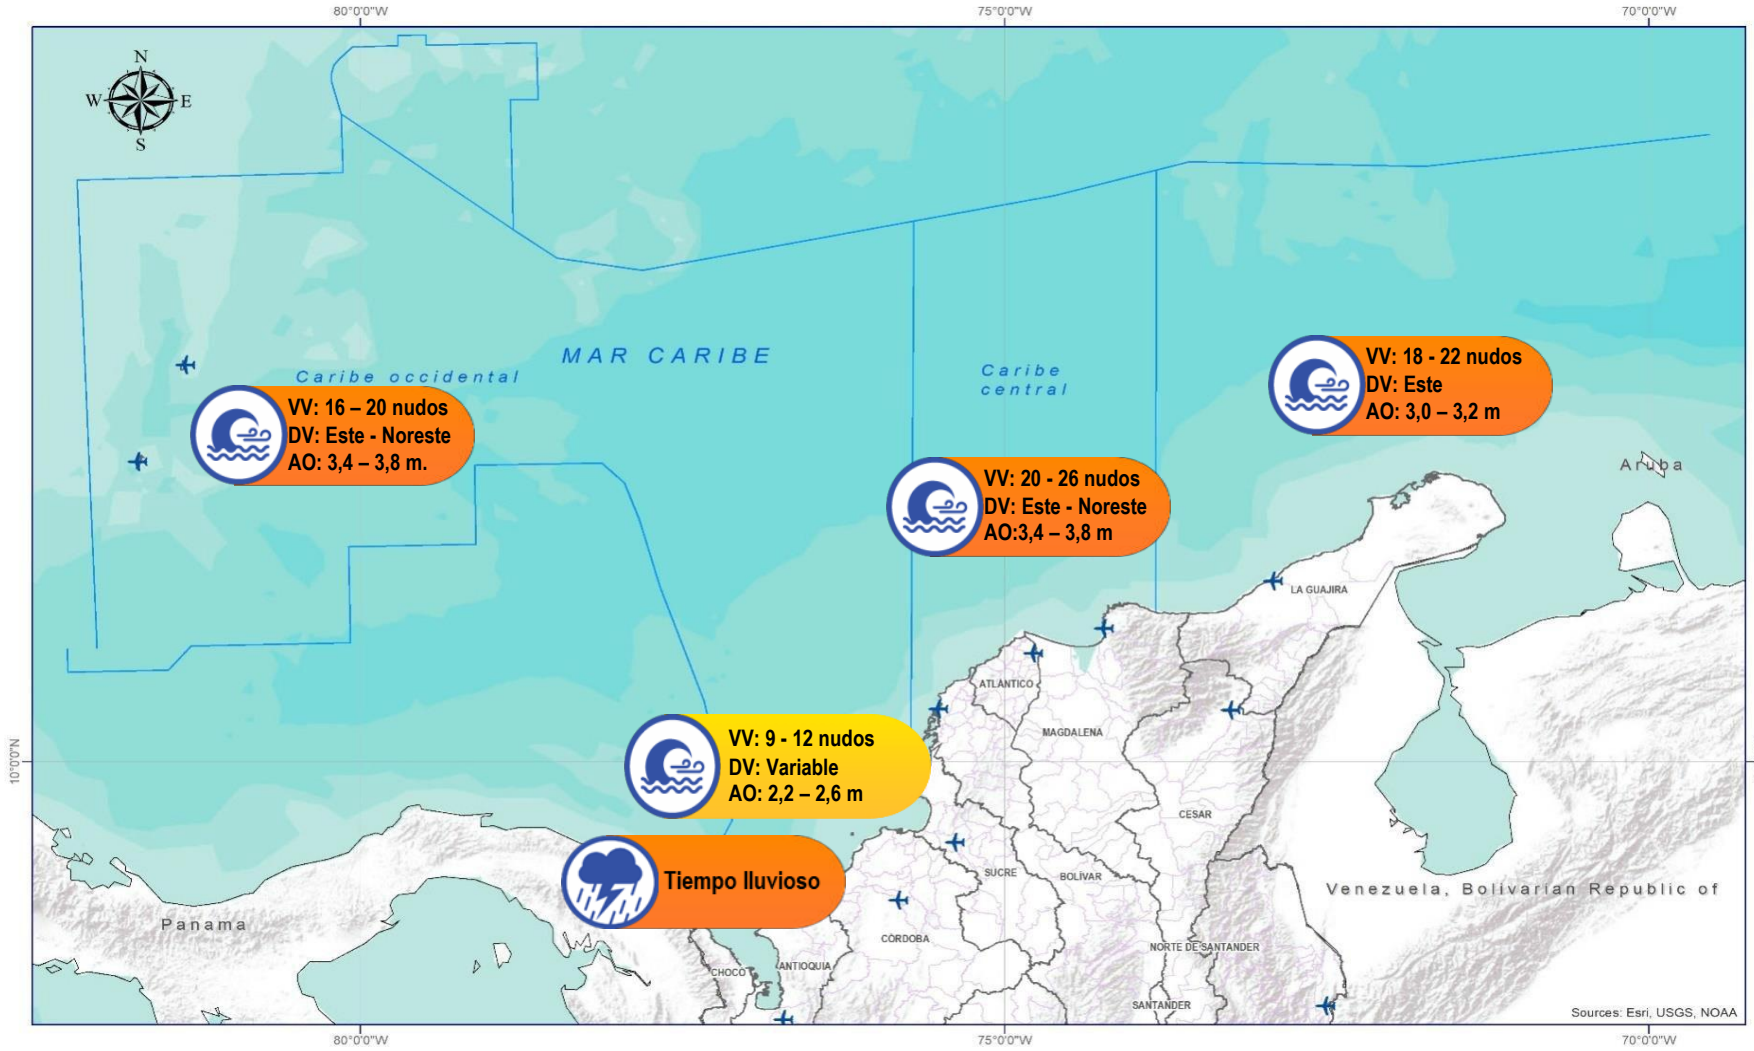 80°0'0"W
75°0'0"W
70°0'0"W
N
W
E
S
MAR CARIBE
Caribe occidental
Caribe
central
VV: 18 - 22 nudos
DV: Este
AO: 3,0 – 3,2 m
VV: 16 – 20 nudos
DV: Este - Noreste
AO: 3,4 – 3,8 m.
VV: 20 - 26 nudos
DV: Este - Noreste
AO:3,4 – 3,8 m
Aruba
LA GUAJIRA
ATLÁNTICO
MAGDALENA
10°0'0"N
VV: 9 - 12 nudos
DV: Variable
AO: 2,2 – 2,6 m
CESAR
Tiempo lluvioso
SUCRE
BOLÍVAR
Venezuela, Bolivarian Republic of
Panama
CÓRDOBA
NORTE DE SANTANDER
CHOCÓ
ANTIOQUIA
SANTANDER
Sources: Esri, USGS, NOAA
80°0'0"W
75°0'0"W
70°0'0"W